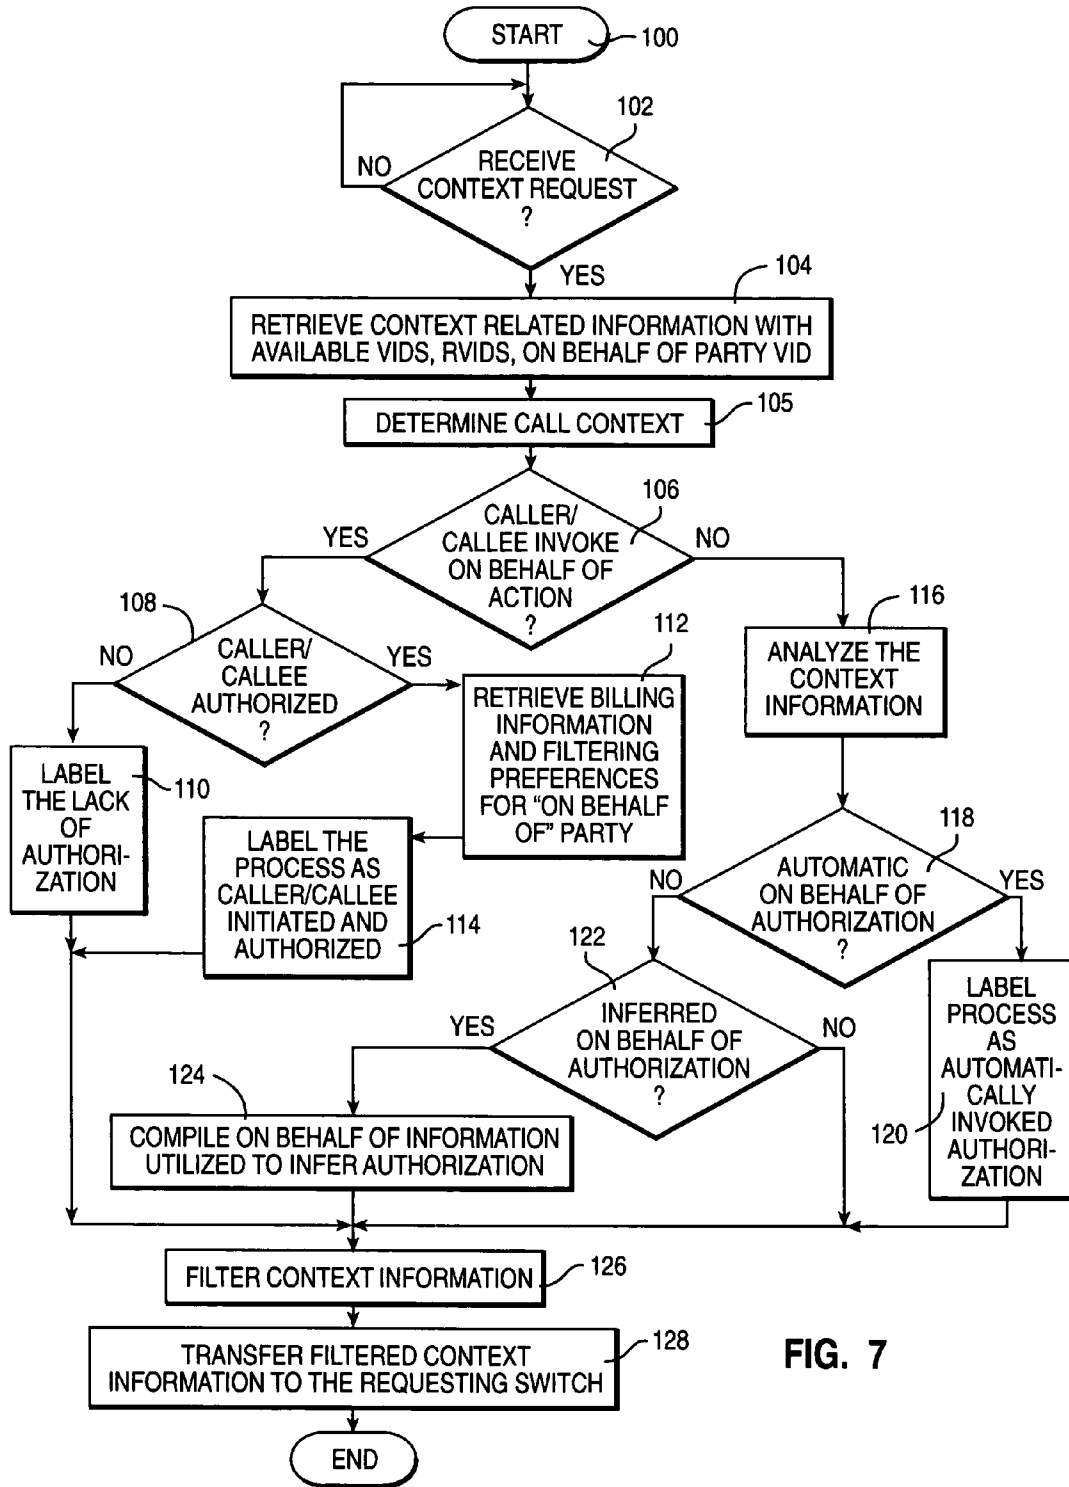 START
100
102
NO
RECEIVE
CONTEXT REQUEST
?
YES
104
RETRIEVE CONTEXT RELATED INFORMATION WITH
AVAILABLE VIDS, RVIDS, ON BEHALF OF PARTY VID
105
DETERMINE CALL CONTEXT
106
YES
CALLER/
CALLEE INVOKE
ON BEHALF OF
ACTION
?
NO
108
NO
CALLER/
CALLEE
AUTHORIZED
?
YES
112
RETRIEVE BILLING
INFORMATION
AND FILTERING
PREFERENCES
FOR “ON BEHALF
OF” PARTY
116
ANALYZE THE
CONTEXT
INFORMATION
LABEL
THE LACK
OF
AUTHORI-
ZATION
110
LABEL THE
PROCESS AS
CALLER/CALLEE
INITIATED AND
AUTHORIZED
114
118
NO
AUTOMATIC
ON BEHALF OF
AUTHORIZATION
?
YES
122
YES
INFERRED
ON BEHALF OF
AUTHORIZATION
?
NO
LABEL
PROCESS
AS
AUTOMATI-
CALLY
INVOKED
AUTHORI-
ZATION
120
124
COMPILE ON BEHALF OF INFORMATION
UTILIZED TO INFER AUTHORIZATION
FILTER CONTEXT INFORMATION
126
TRANSFER FILTERED CONTEXT
INFORMATION TO THE REQUESTING SWITCH
128
END
FIG. 7